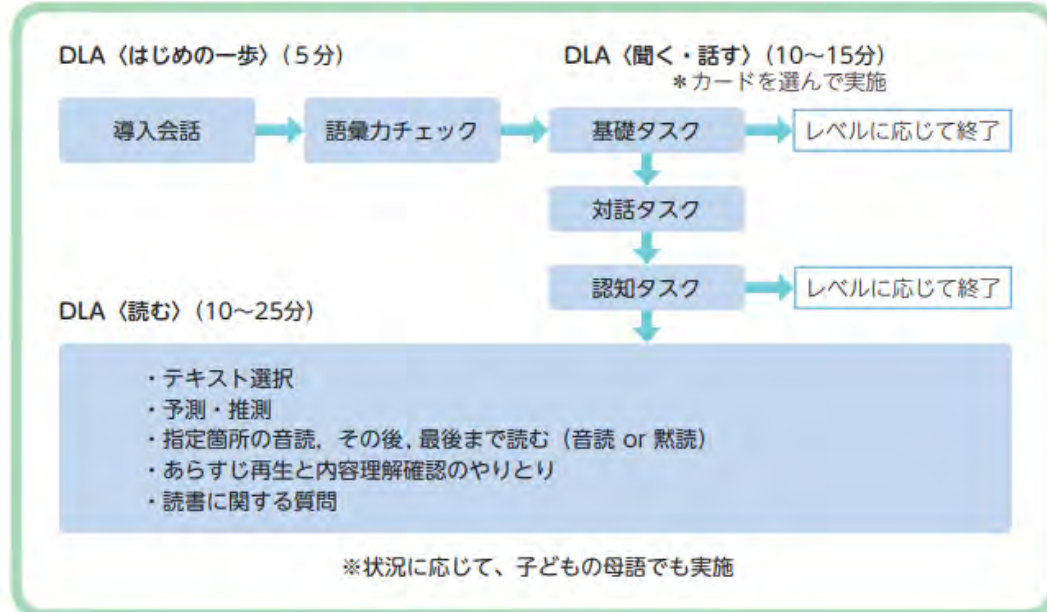 DLA〈はじめの一歩〉(5分)
DLA〈聞く・話す〉(10〜15分)
＊カードを選んで実施
導入会話
語彙力チェック
基礎タスク
レベルに応じて終了
対話タスク
認知タスク
レベルに応じて終了
DLA〈読む〉(10〜25分)
・テキスト選択
・予測・推測
・指定箇所の音読，その後，最後まで読む（音読 or 黙読）
・あらすじ再生と内容理解確認のやりとり
・読書に関する質問
※状況に応じて、子どもの母語でも実施